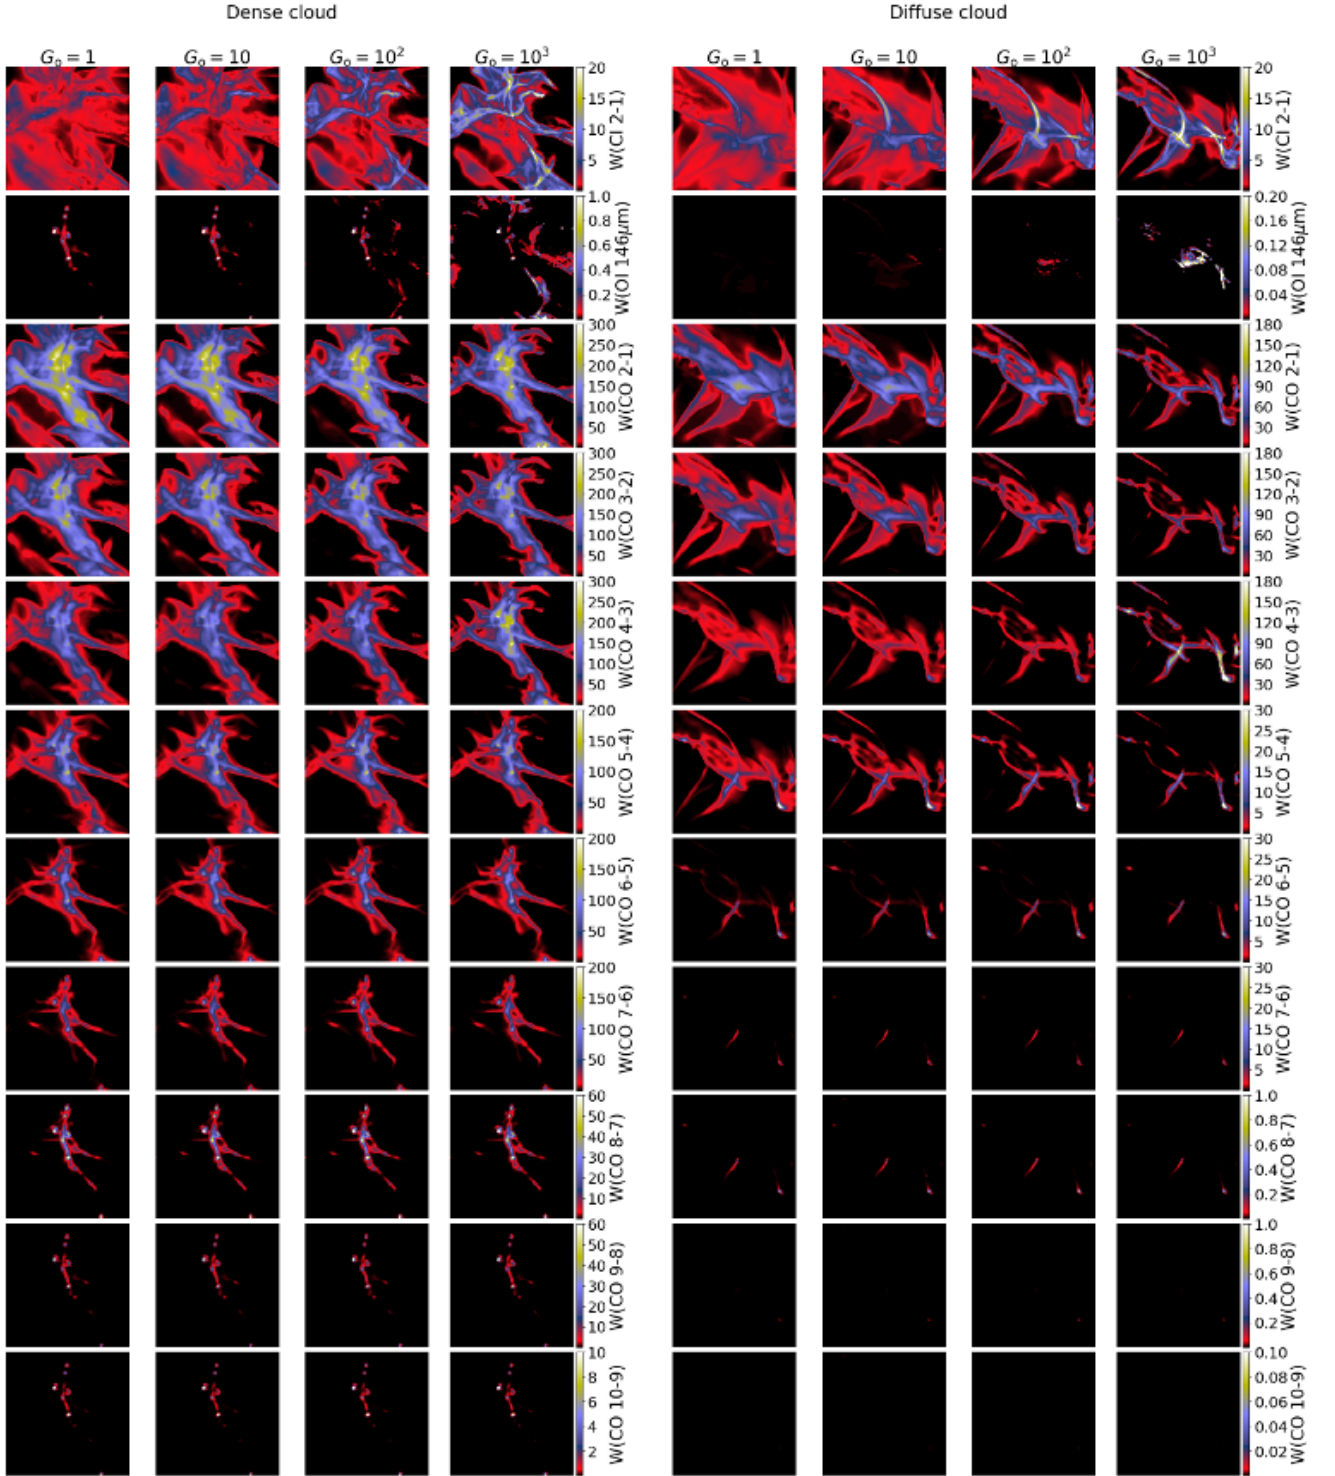 Dense cloud Diffuse cloud
G₀ = 1 G₀ = 10 G₀ = 10² G₀ = 10³ G₀ = 1 G₀ = 10 G₀ = 10² G₀ = 10³
20 15 10 5 W(CI 2-1) 20 15 10 5 W(CI 2-1)
1.0 0.8 0.6 0.4 0.2 W(OI 146μm) 0.20 0.16 0.12 0.08 0.04 W(OI 146μm)
300 250 200 150 100 50 W(CO 2-1) 180 150 120 90 60 30 W(CO 2-1)
300 250 200 150 100 50 W(CO 3-2) 180 150 120 90 60 30 W(CO 3-2)
300 250 200 150 100 50 W(CO 4-3) 180 150 120 90 60 30 W(CO 4-3)
200 150 100 50 W(CO 5-4) 30 25 20 15 10 5 W(CO 5-4)
200 150 100 50 W(CO 6-5) 30 25 20 15 10 5 W(CO 6-5)
200 150 100 50 W(CO 7-6) 30 25 20 15 10 5 W(CO 7-6)
60 50 40 30 20 10 W(CO 8-7) 1.0 0.8 0.6 0.4 0.2 W(CO 8-7)
60 50 40 30 20 10 W(CO 9-8) 1.0 0.8 0.6 0.4 0.2 W(CO 9-8)
10 8 6 4 2 W(CO 10-9) 0.10 0.08 0.06 0.04 0.02 W(CO 10-9)